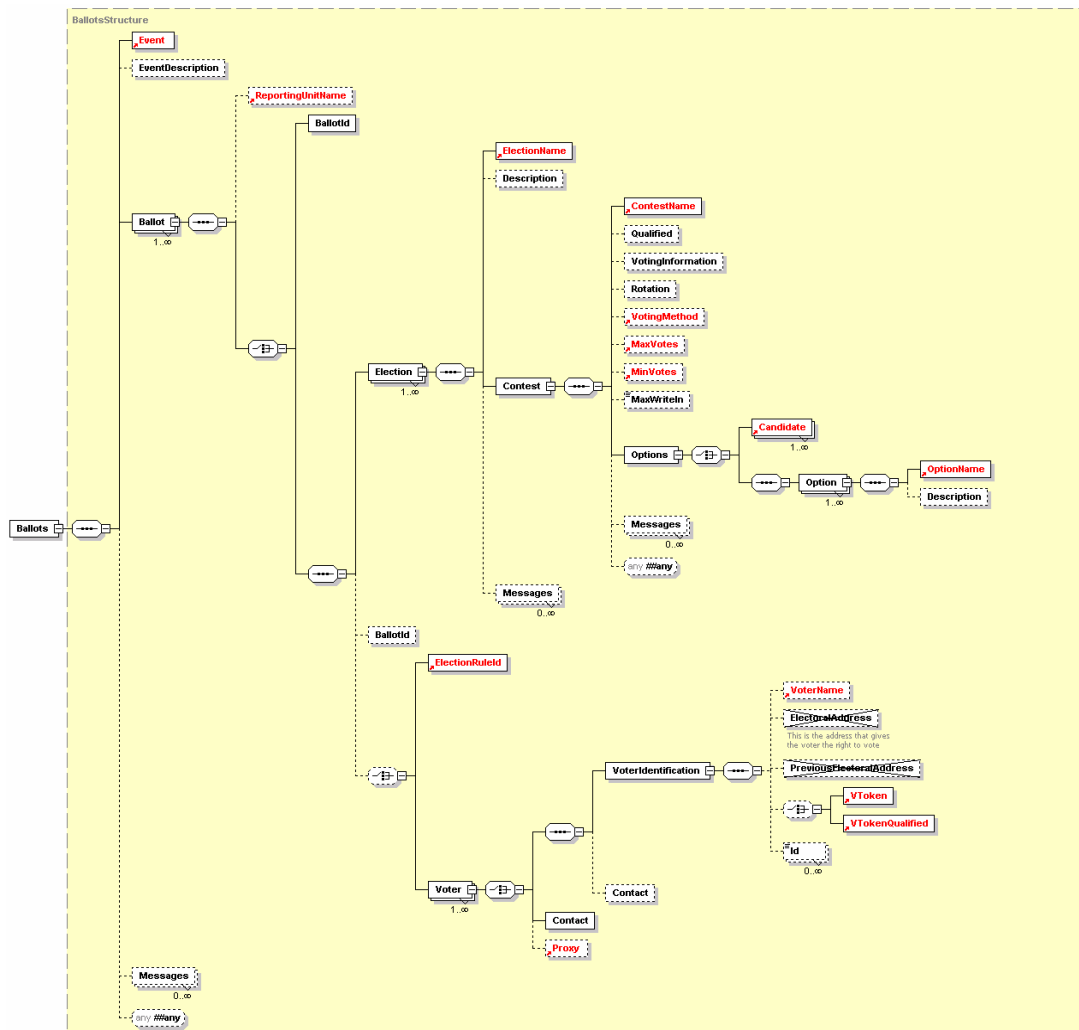 BallotsStructure
Event
EventDescription
ReportingUnitName
BallotId
ElectionName
Description
ContestName
Ballot
1..∞
Qualified
VotingInformation
Rotation
VotingMethod
MaxVotes
MinVotes
Election
1..∞
Contest
MaxWriteIn
Candidate
1..∞
Options
OptionName
Option
1..∞
Description
Ballots
Messages
0..∞
any ##any
Messages
0..∞
BallotId
ElectionRuleId
VoterName
ElectoralAddress
This is the address that gives
the voter the right to vote
VoterIdentification
PreviousElectoralAddress
VToken
VTokenQualified
Id
0..∞
Voter
1..∞
Contact
Contact
Proxy
Messages
0..∞
any ##any